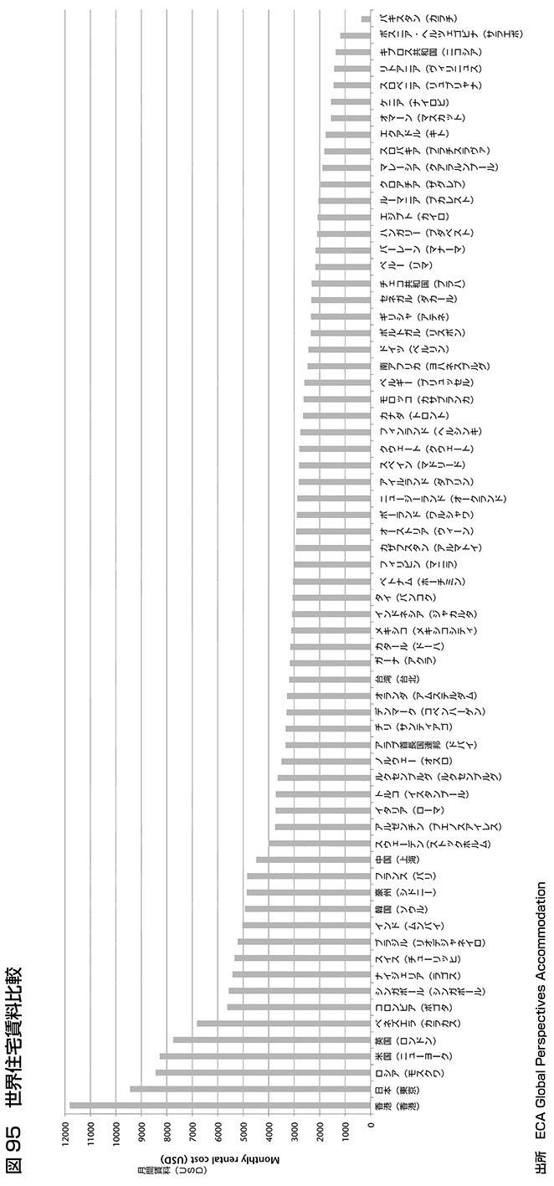 図 95　世界住宅賃料比較
月間賃料（USD）
Monthly rental cost (USD)
12000
11000
10000
9000
8000
7000
6000
5000
4000
3000
2000
1000
0
香港（香港）
日本（東京）
ロシア（モスクワ）
米国（ニューヨーク）
英国（ロンドン）
ベネズエラ（カラカス）
コロンビア（ボゴタ）
シンガポール（シンガポール）
ナイジェリア（ラゴス）
スイス（チューリッヒ）
ブラジル（リオデジャネイロ）
インド（ムンバイ）
韓国（ソウル）
豪州（シドニー）
フランス（パリ）
中国（上海）
スウェーデン（ストックホルム）
アルゼンチン（ブエノスアイレス）
イタリア（ローマ）
トルコ（イスタンブール）
ルクセンブルグ（ルクセンブルグ）
ノルウェー（オスロ）
アラブ首長国連邦（ドバイ）
チリ（サンティアゴ）
デンマーク（コペンハーゲン）
オランダ（アムステルダム）
台湾（台北）
ガーナ（アクラ）
カタール（ドーハ）
メキシコ（メキシコシティ）
インドネシア（ジャカルタ）
タイ（バンコク）
ベトナム（ホーチミン）
フィリピン（マニラ）
カザフスタン（アルマトイ）
オーストリア（ウィーン）
ポーランド（ワルシャワ）
ニュージーランド（オークランド）
アイルランド（ダブリン）
スペイン（マドリード）
クウェート（クウェート）
フィンランド（ヘルシンキ）
カナダ（トロント）
モロッコ（カサブランカ）
ベルギー（ブリュッセル）
南アフリカ（ヨハネスブルグ）
ドイツ（ベルリン）
ポルトガル（リスボン）
ギリシャ（アテネ）
セネガル（ダカール）
チェコ共和国（プラハ）
ペルー（リマ）
バーレーン（マナーマ）
ハンガリー（ブダペスト）
エジプト（カイロ）
ルーマニア（ブカレスト）
クロアチア（ザグレブ）
マレーシア（クアラルンプール）
スロバキア（ブラチスラヴァ）
エクアドル（キト）
オマーン（マスカット）
ケニア（ナイロビ）
スロベニア（リュブリャナ）
リトアニア（ヴィリニュス）
キプロス共和国（ニコシア）
ボスニア・ヘルツェゴビナ（サラエボ）
パキスタン（カラチ）
出所　ECA Global Perspectives Accommodation